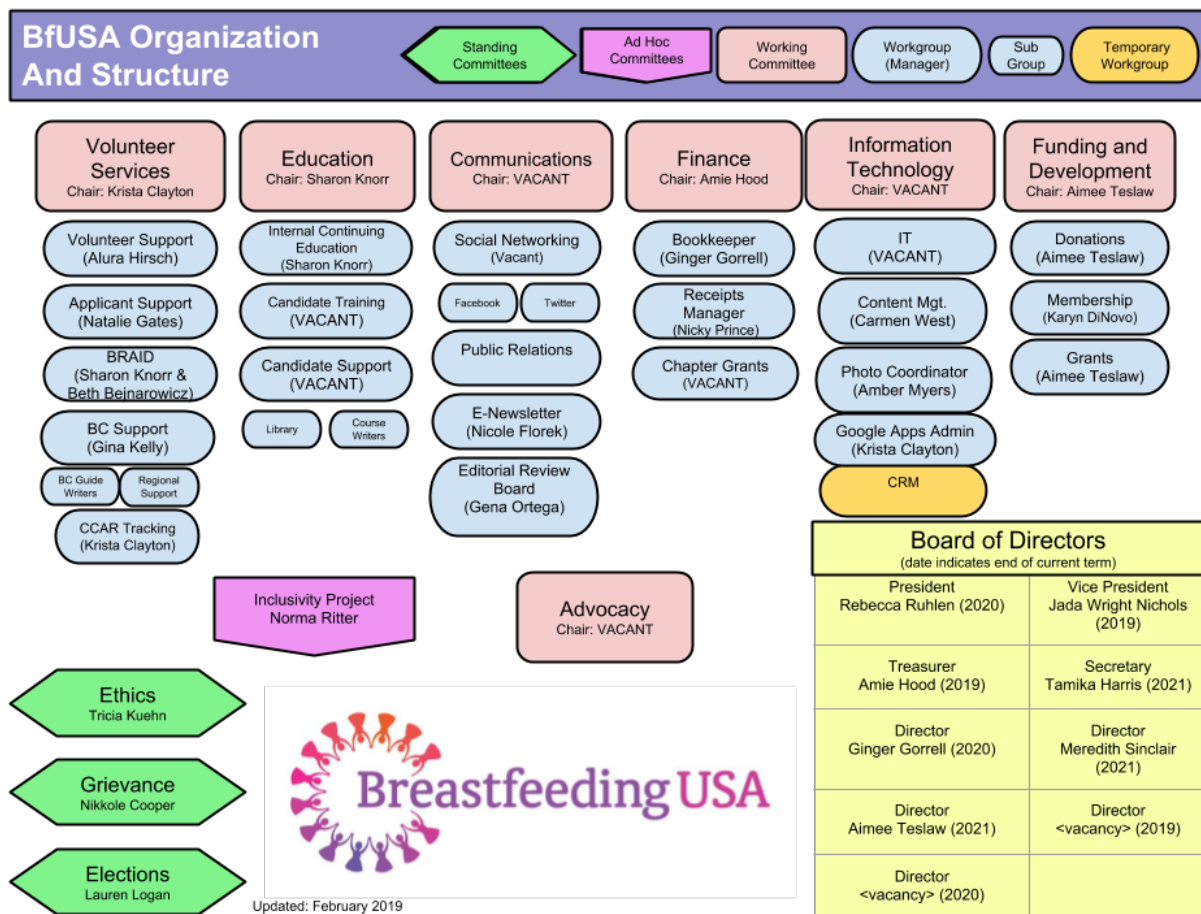 BfUSA Organization
And Structure
Standing
Committees
Ad Hoc
Committees
Working
Committee
Workgroup
(Manager)
Sub
Group
Temporary
Workgroup
Volunteer
Services
Chair: Krista Clayton
Volunteer Support
(Alura Hirsch)
Applicant Support
(Natalie Gates)
BRAID
(Sharon Knorr &
Beth Bejnarowicz)
BC Support
(Gina Kelly)
BC Guide
Writers
Regional
Support
CCAR Tracking
(Krista Clayton)
Education
Chair: Sharon Knorr
Internal Continuing
Education
(Sharon Knorr)
Candidate Training
(VACANT)
Candidate Support
(VACANT)
Library
Course
Writers
Communications
Chair: VACANT
Social Networking
(Vacant)
Facebook
Twitter
Public Relations
E-Newsletter
(Nicole Florek)
Editorial Review
Board
(Gena Ortega)
Finance
Chair: Amie Hood
Bookkeeper
(Ginger Gorrell)
Receipts
Manager
(Nicky Prince)
Chapter Grants
(VACANT)
Information
Technology
Chair: VACANT
IT
(VACANT)
Content Mgt.
(Carmen West)
Photo Coordinator
(Amber Myers)
Google Apps Admin
(Krista Clayton)
CRM
Funding and
Development
Chair: Aimee Teslaw
Donations
(Aimee Teslaw)
Membership
(Karyn DiNovo)
Grants
(Aimee Teslaw)
Inclusivity Project
Norma Ritter
Advocacy
Chair: VACANT
Ethics
Tricia Kuehn
Grievance
Nikkole Cooper
Elections
Lauren Logan
Breastfeeding USA
Updated: February 2019
Board of Directors
(date indicates end of current term)
President
Rebecca Ruhlen (2020)
Vice President
Jada Wright Nichols
(2019)
Treasurer
Amie Hood (2019)
Secretary
Tamika Harris (2021)
Director
Ginger Gorrell (2020)
Director
Meredith Sinclair
(2021)
Director
Aimee Teslaw (2021)
Director
<vacancy> (2019)
Director
<vacancy> (2020)